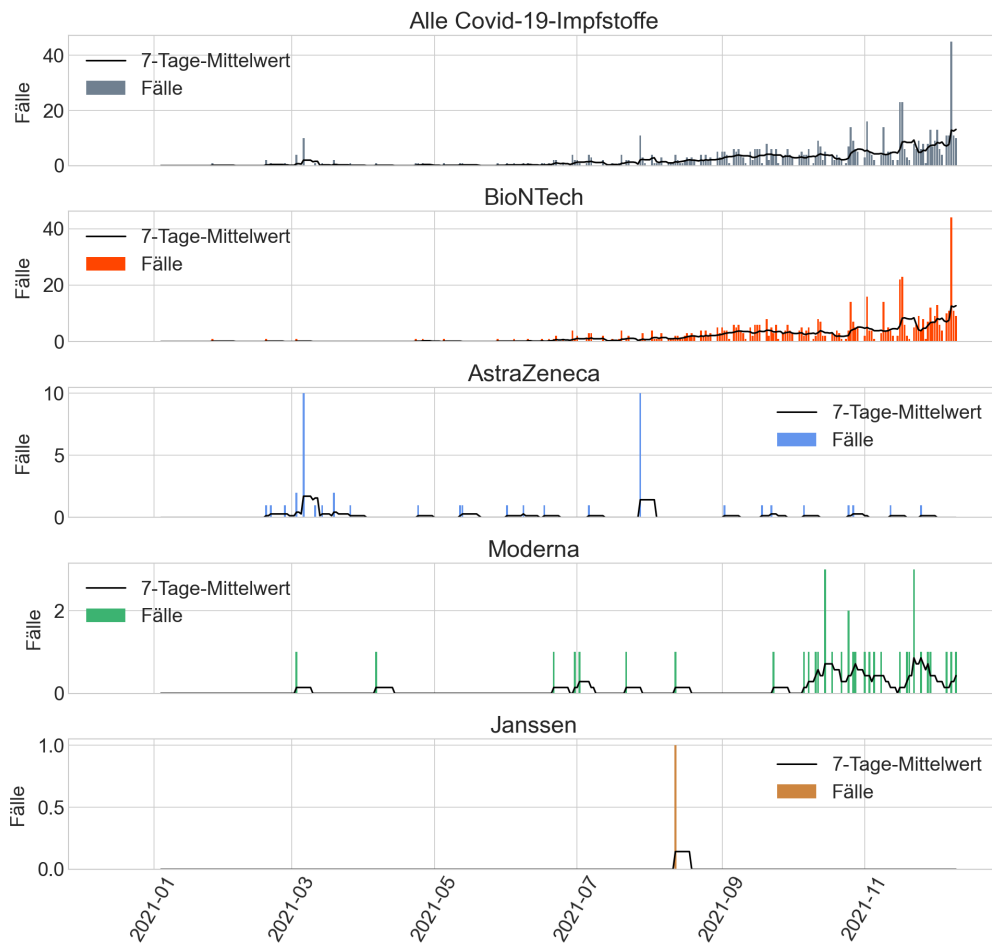 Alle Covid-19-Impfstoffe
Fälle
40
20
0
7-Tage-Mittelwert
Fälle
BioNTech
Fälle
40
20
0
7-Tage-Mittelwert
Fälle
AstraZeneca
Fälle
10
5
0
7-Tage-Mittelwert
Fälle
Moderna
Fälle
2
0
7-Tage-Mittelwert
Fälle
Janssen
Fälle
1.0
0.5
0.0
7-Tage-Mittelwert
Fälle
2021-01
2021-03
2021-05
2021-07
2021-09
2021-11